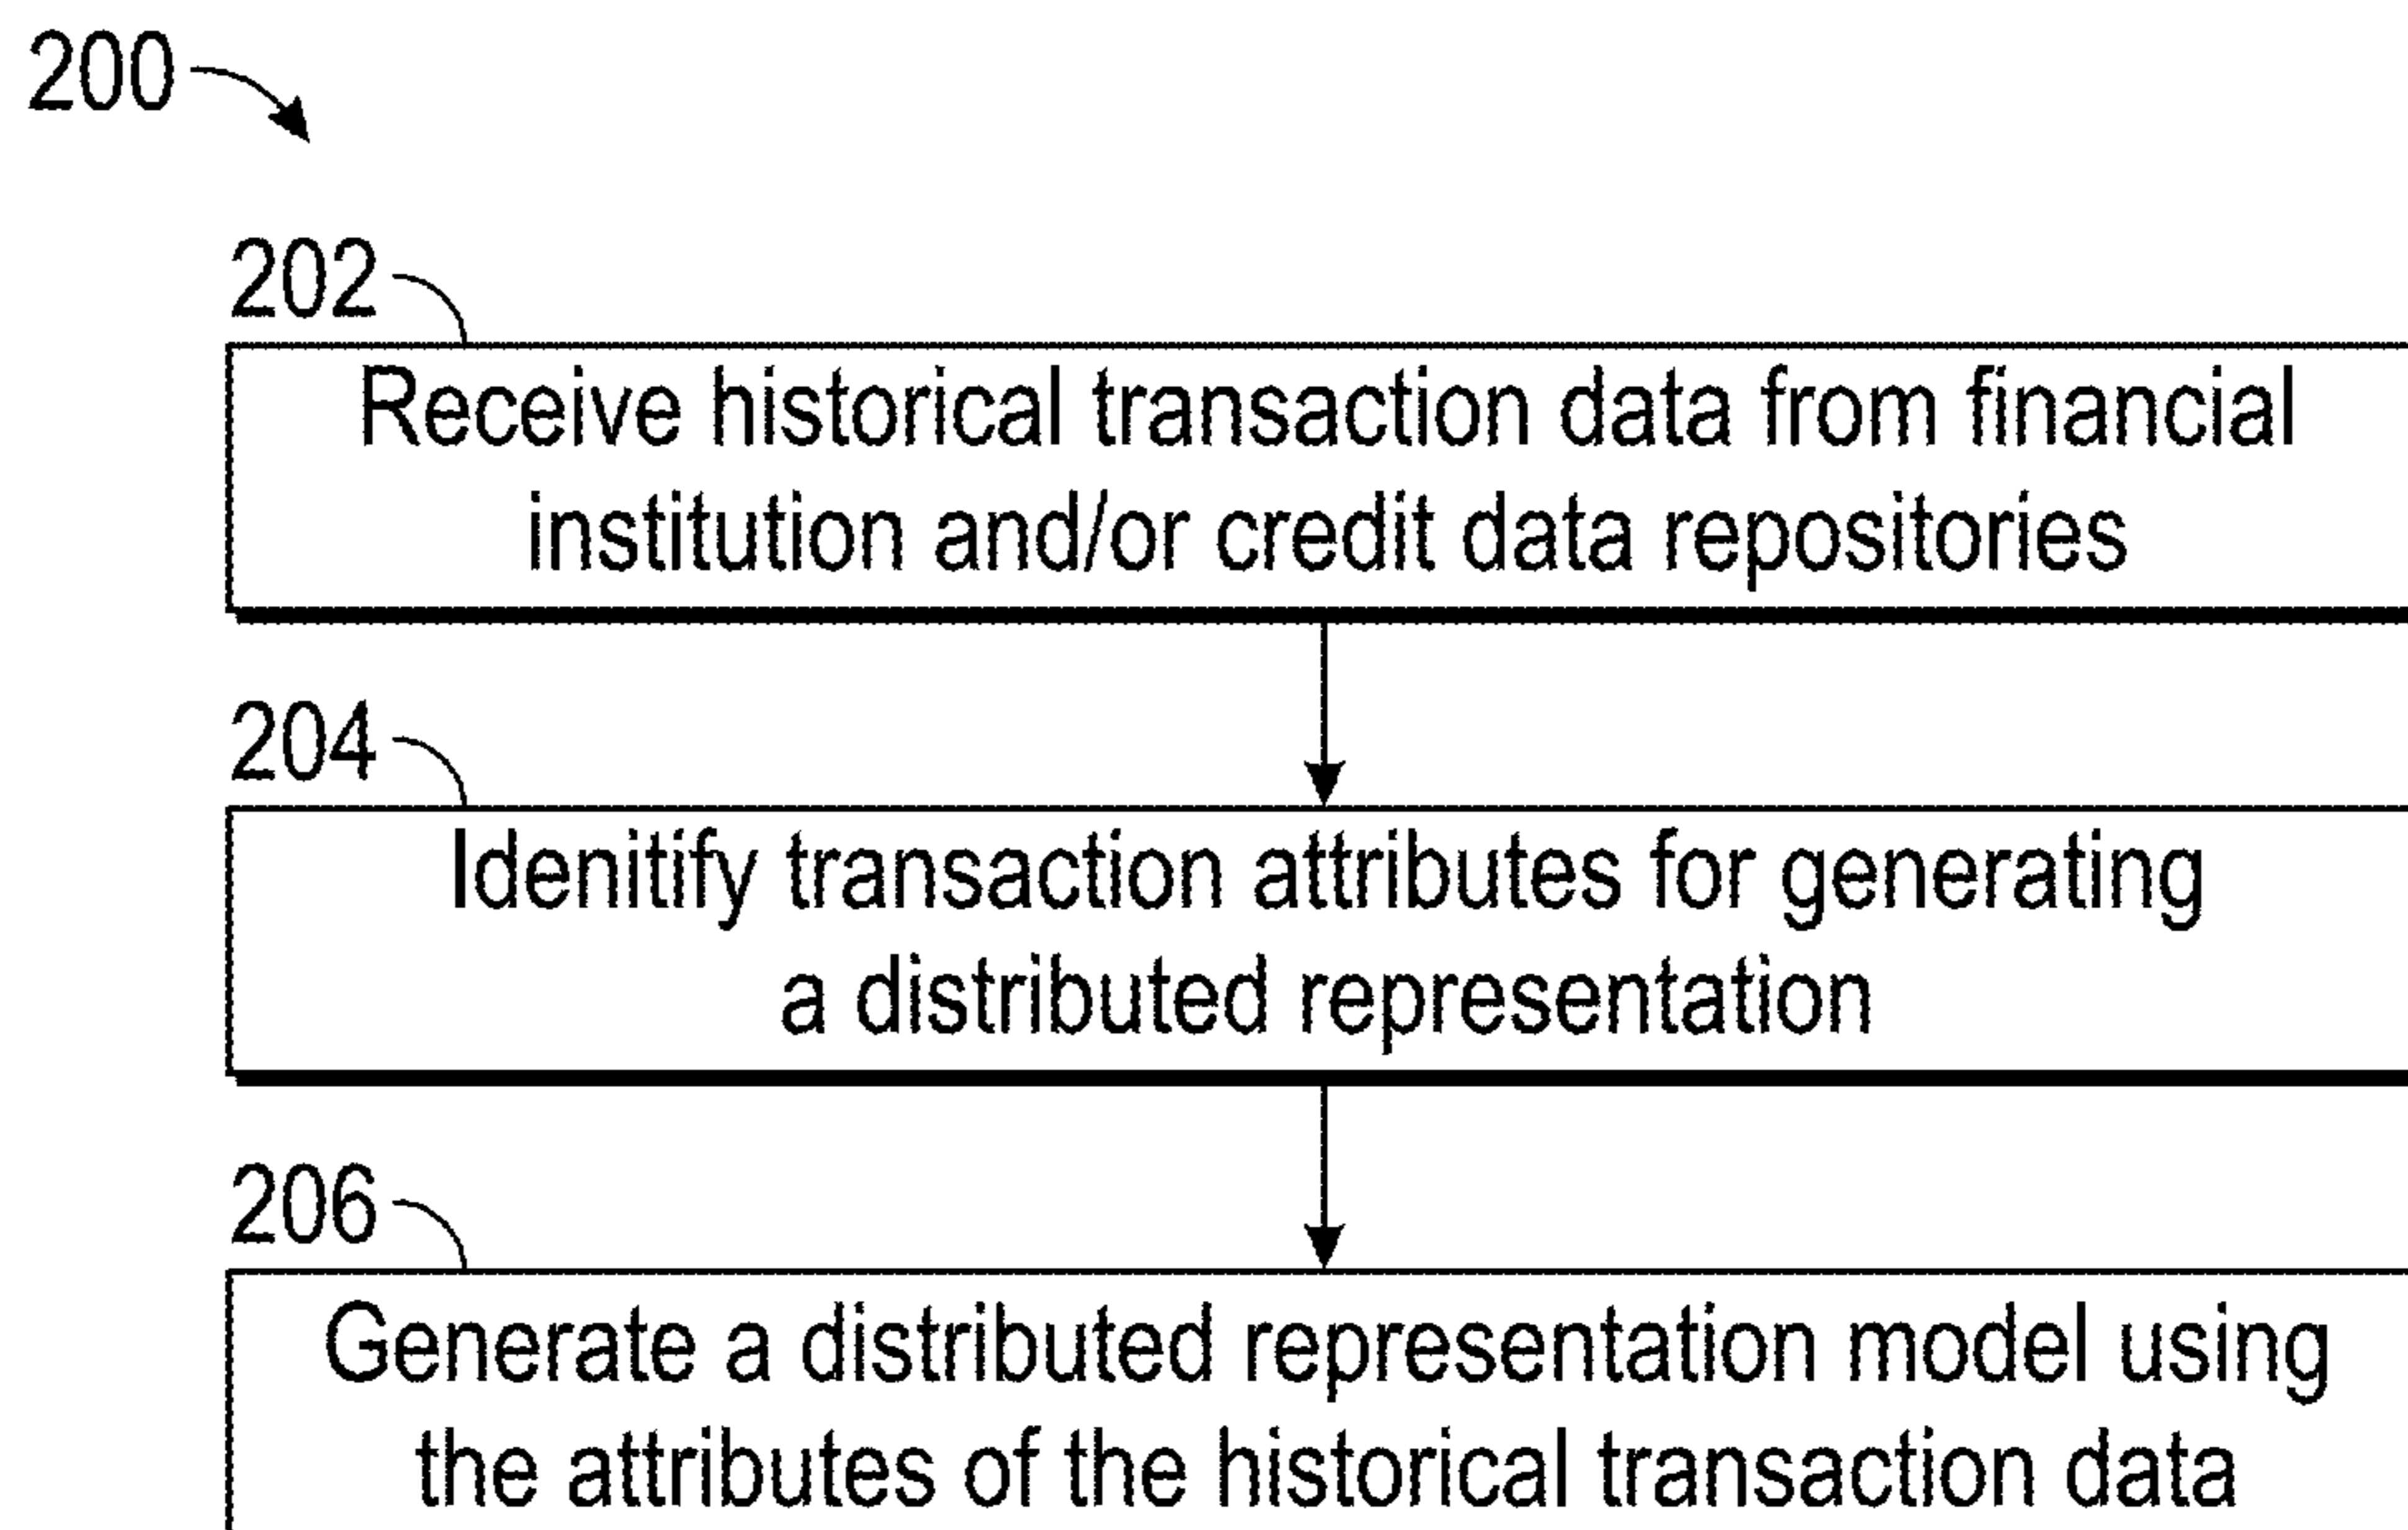 200
202
Receive historical transaction data from financial
institution and/or credit data repositories
204
Idenitify transaction attributes for generating
a distributed representation
206
Generate a distributed representation model using
the attributes of the historical transaction data